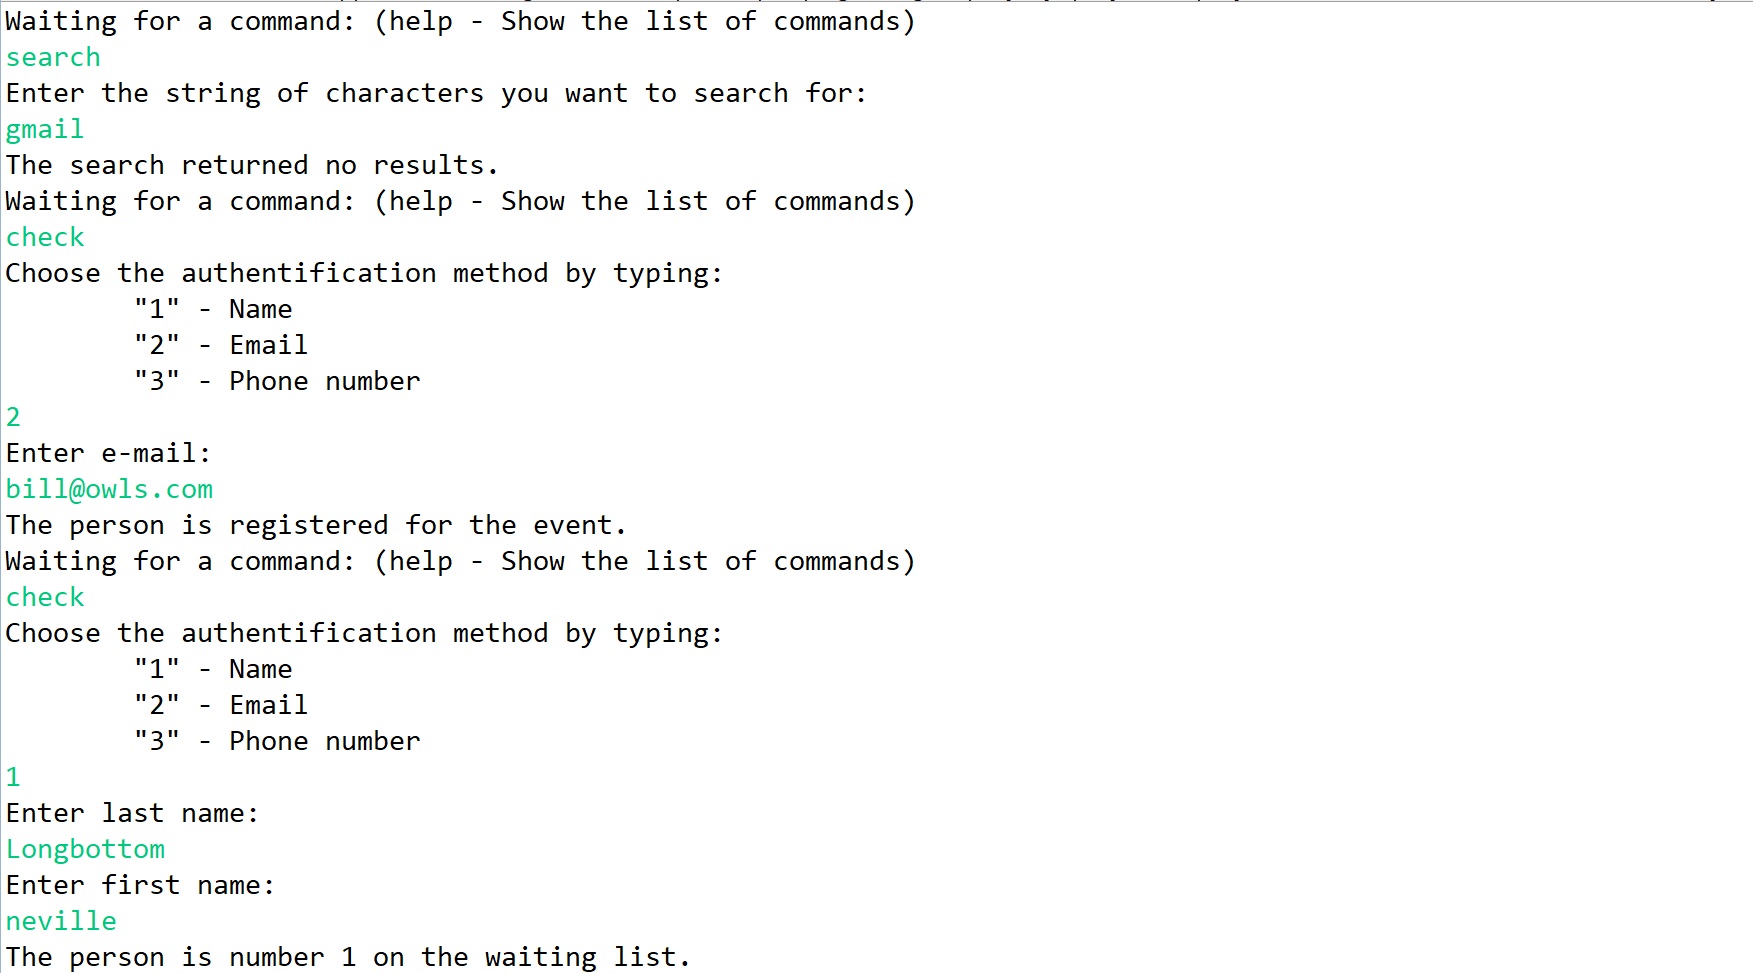 Waiting for a command: (help - Show the list of commands)
search
Enter the string of characters you want to search for:
gmail
The search returned no results.
Waiting for a command: (help - Show the list of commands)
check
Choose the authentification method by typing:
"1" - Name
"2" - Email
"3" - Phone number
2
Enter e-mail:
bill@owls.com
The person is registered for the event.
Waiting for a command: (help - Show the list of commands)
check
Choose the authentification method by typing:
"1" - Name
"2" - Email
"3" - Phone number
1
Enter last name:
Longbottom
Enter first name:
neville
The person is number 1 on the waiting list.